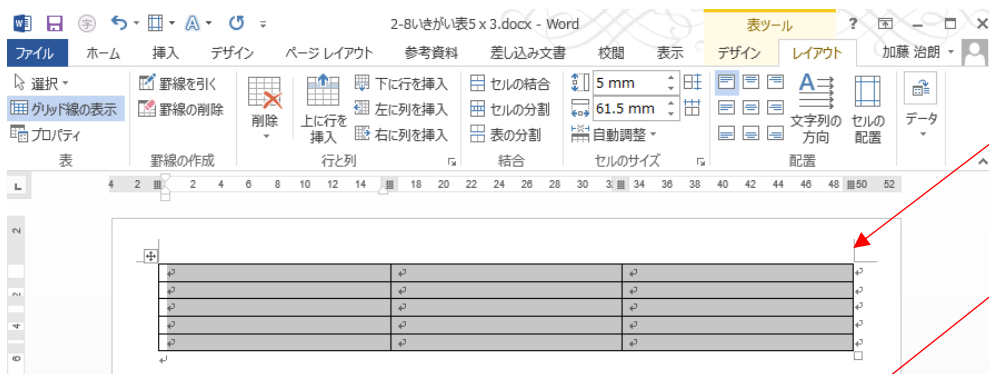 2-8いきがい表5 x 3.docx - Word
表ツール
ファイル ホーム 挿入 デザイン ページ レイアウト 参考資料 差し込み文書 校閲 表示 デザイン レイアウト 加藤 治朗
選択 罫線を引く 削除 上に行を挿入 下に行を挿入 セルの結合 5 mm 文字列の方向 セルの配置 データ
グリッド線の表示 罫線の削除 左に列を挿入 セルの分割 61.5 mm
プロパティ 右に列を挿入 表の分割 自動調整
表 罫線の作成 行と列 結合 セルのサイズ 配置
4 2 2 4 6 8 10 12 14 18 20 22 24 26 28 30 34 36 38 40 42 44 46 48 50 52
2
2
4
6